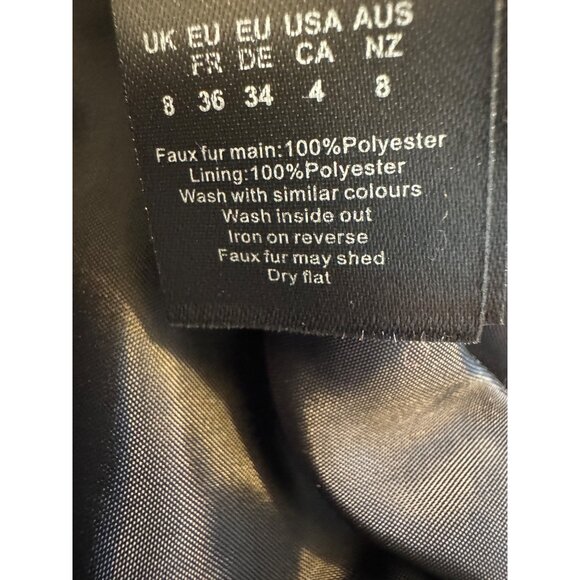 UK EU EU USA AUS
FR DE CA NZ
8 36 34 4 8
Faux fur main:100%Polyester
Lining:100%Polyester
Wash with similar colours
Wash inside out
Iron on reverse
Faux fur may shed
Dry flat